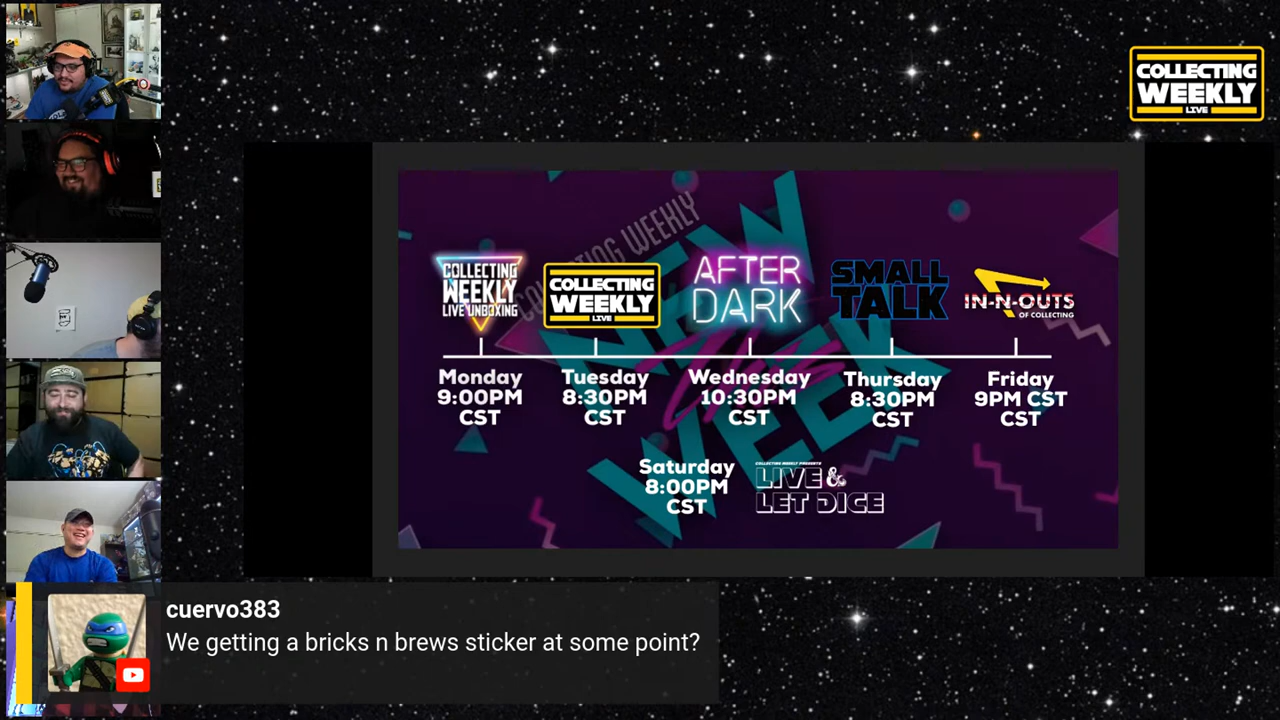 COLLECTING
WEEKLY
LIVE
COLLECTING WEEKLY
NEW
WEEK
COLLECTING
WEEKLY
LIVE UNBOXING
COLLECTING
WEEKLY
LIVE
AFTER
DARK
SMALL
TALK
IN-N-OUTS
OF COLLECTING
Monday
9:00PM
CST
Tuesday
8:30PM
CST
Wednesday
10:30PM
CST
Thursday
8:30PM
CST
Friday
9PM CST
CST
Saturday
8:00PM
CST
COLLECTING WEEKLY PRESENTS
LIVE &
LET DICE
cuervo383
We getting a bricks n brews sticker at some point?